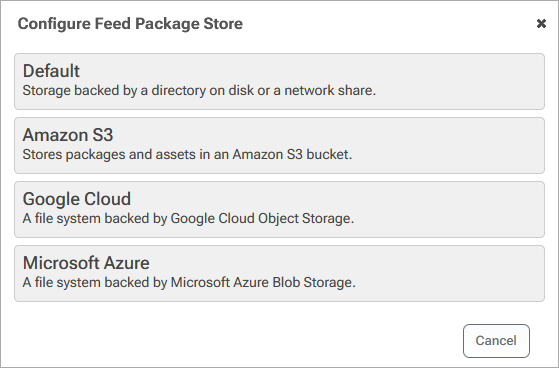 Configure Feed Package Store
Default
Storage backed by a directory on disk or a network share.
Amazon S3
Stores packages and assets in an Amazon S3 bucket.
Google Cloud
A file system backed by Google Cloud Object Storage.
Microsoft Azure
A file system backed by Microsoft Azure Blob Storage.
Cancel